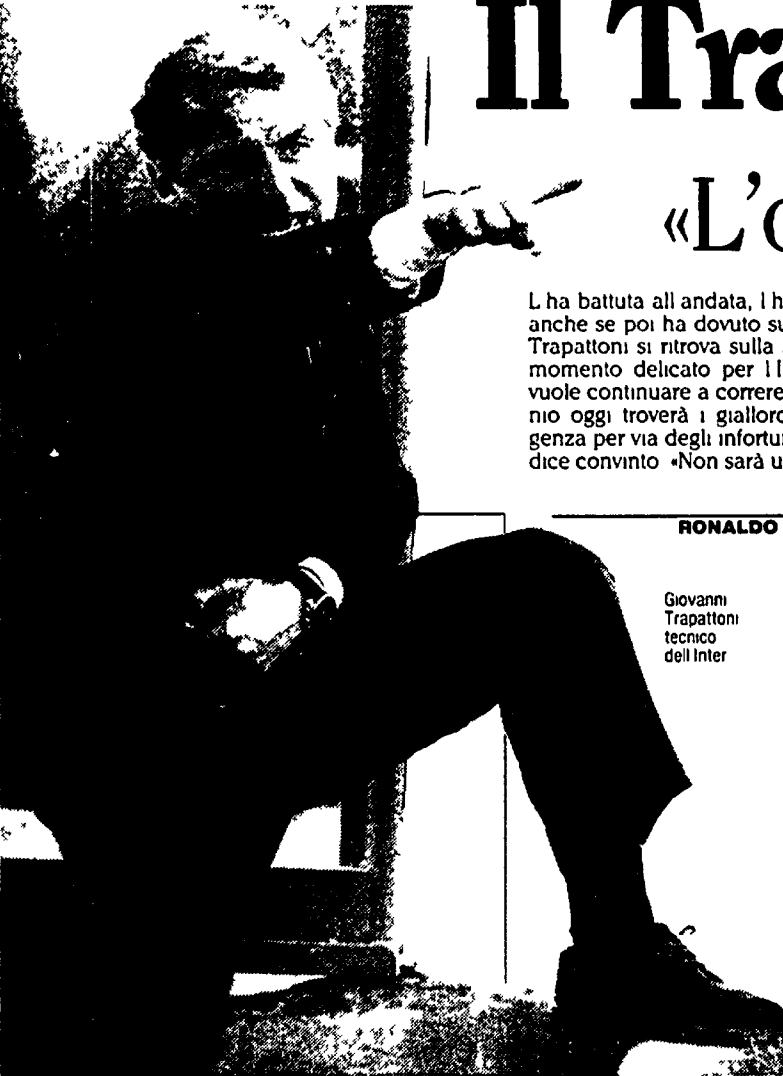 Il Tra
«L'o
L ha battuta all andata, l h
anche se poi ha dovuto su
Trapattoni si ritrova sulla
momento delicato per l I
vuole continuare a correre
nio oggi troverà i gialloro
genza per via degli infortu
dice convinto «Non sarà u
RONALDO
Giovanni
Trapattoni
tecnico
dell Inter